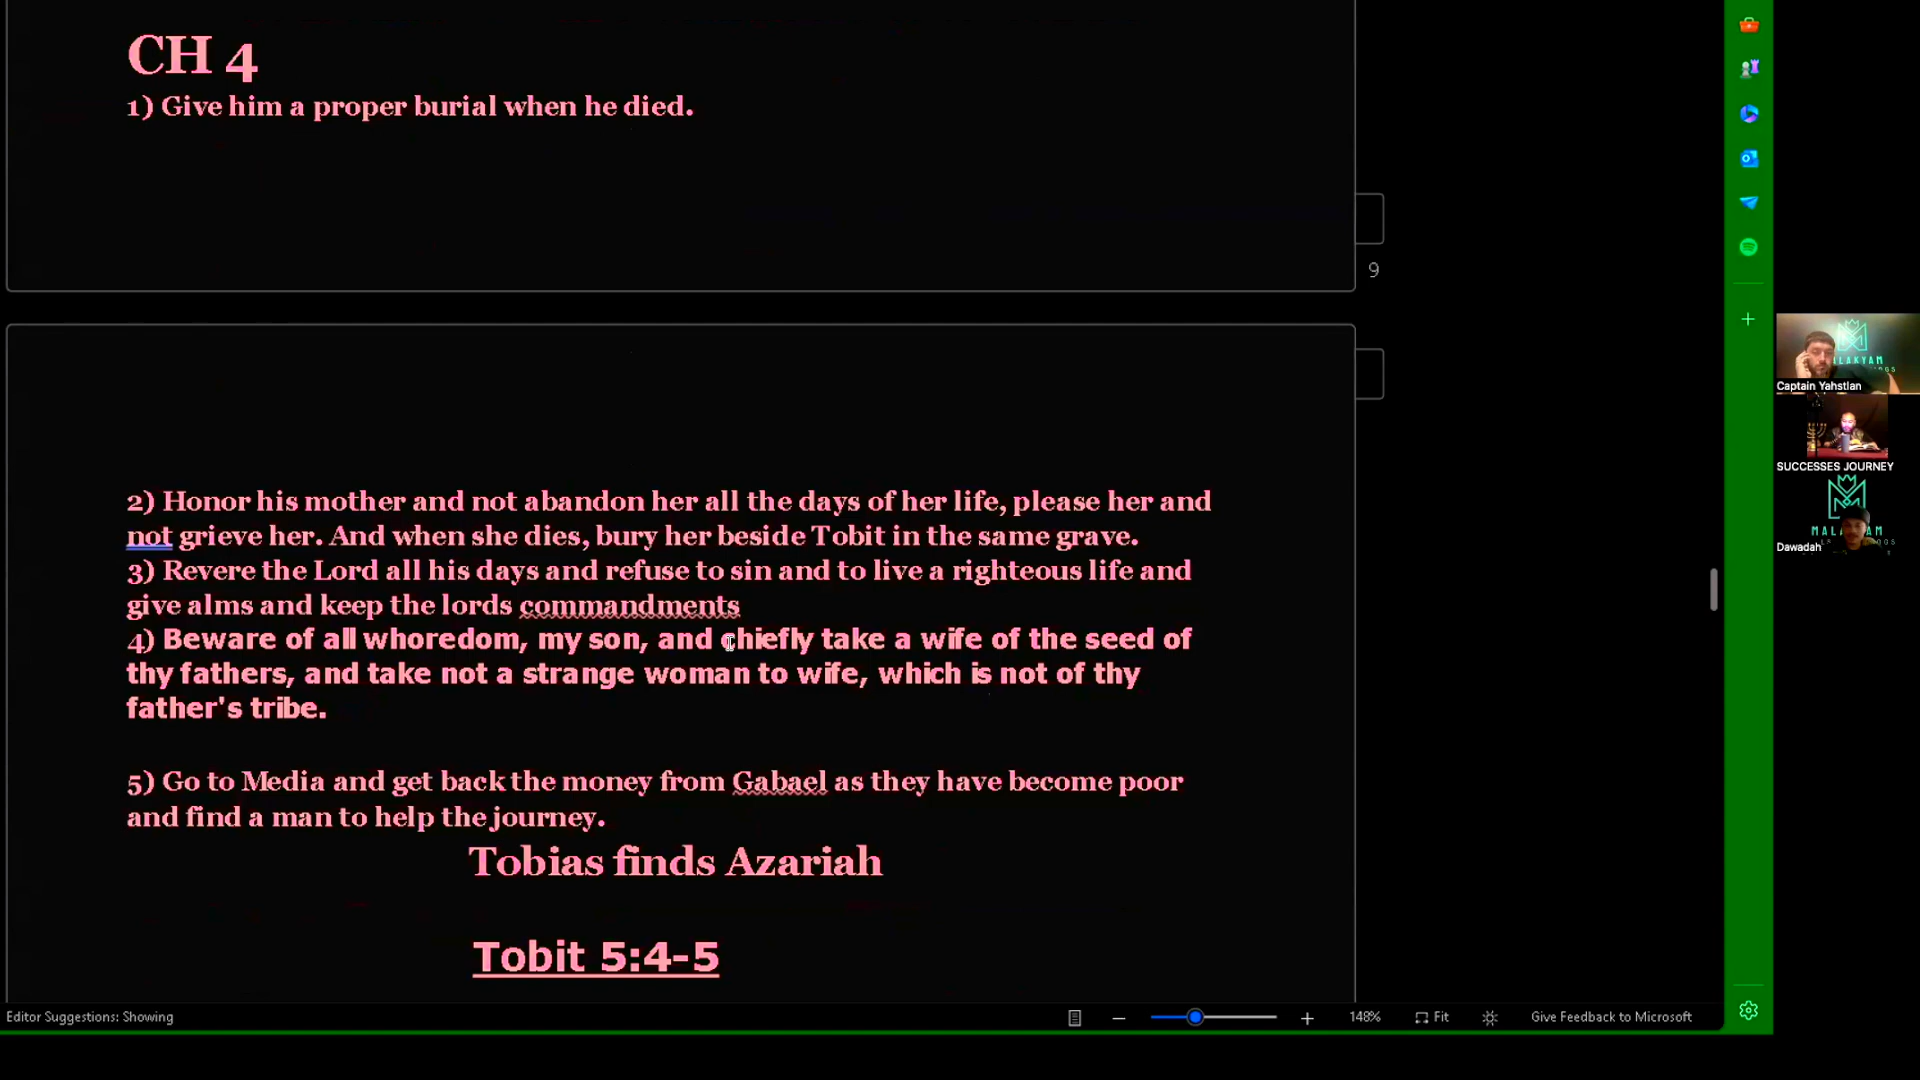 CH 4
1) Give him a proper burial when he died.
9
2) Honor his mother and not abandon her all the days of her life, please her and
not grieve her. And when she dies, bury her beside Tobit in the same grave.
3) Revere the Lord all his days and refuse to sin and to live a righteous life and
give alms and keep the lords commandments
4) Beware of all whoredom, my son, and chiefly take a wife of the seed of
thy fathers, and take not a strange woman to wife, which is not of thy
father's tribe.
5) Go to Media and get back the money from Gabael as they have become poor
and find a man to help the journey.
Tobias finds Azariah
Tobit 5:4-5
Editor Suggestions: Showing
148%
Fit
Give Feedback to Microsoft
Captain Yahstian
SUCCESSES JOURNEY
Dawadah